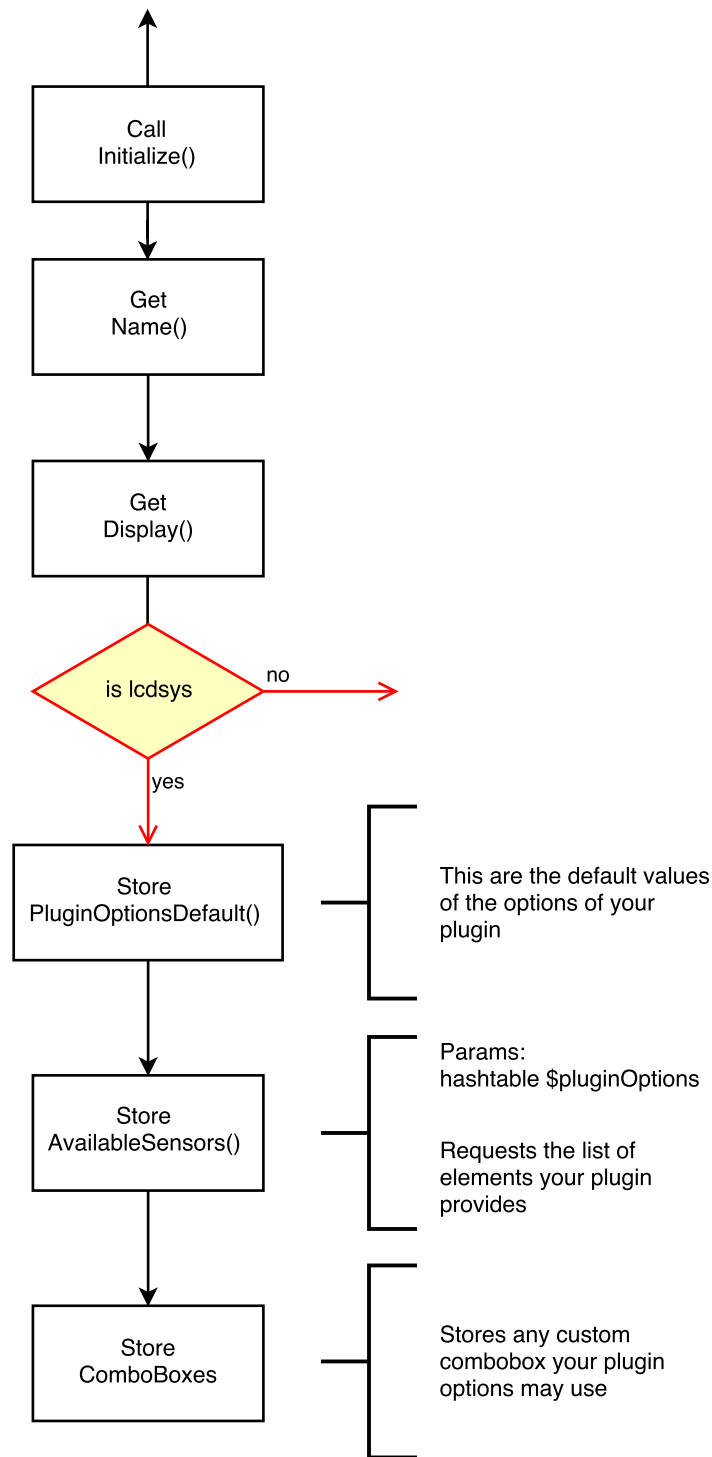 Call
Initialize()
Get
Name()
Get
Display()
is lcdsys
no
yes
Store
PluginOptionsDefault()
This are the default values
of the options of your
plugin
Store
AvailableSensors()
Params:
hashtable $pluginOptions
Requests the list of
elements your plugin
provides
Store
ComboBoxes
Stores any custom
combobox your plugin
options may use